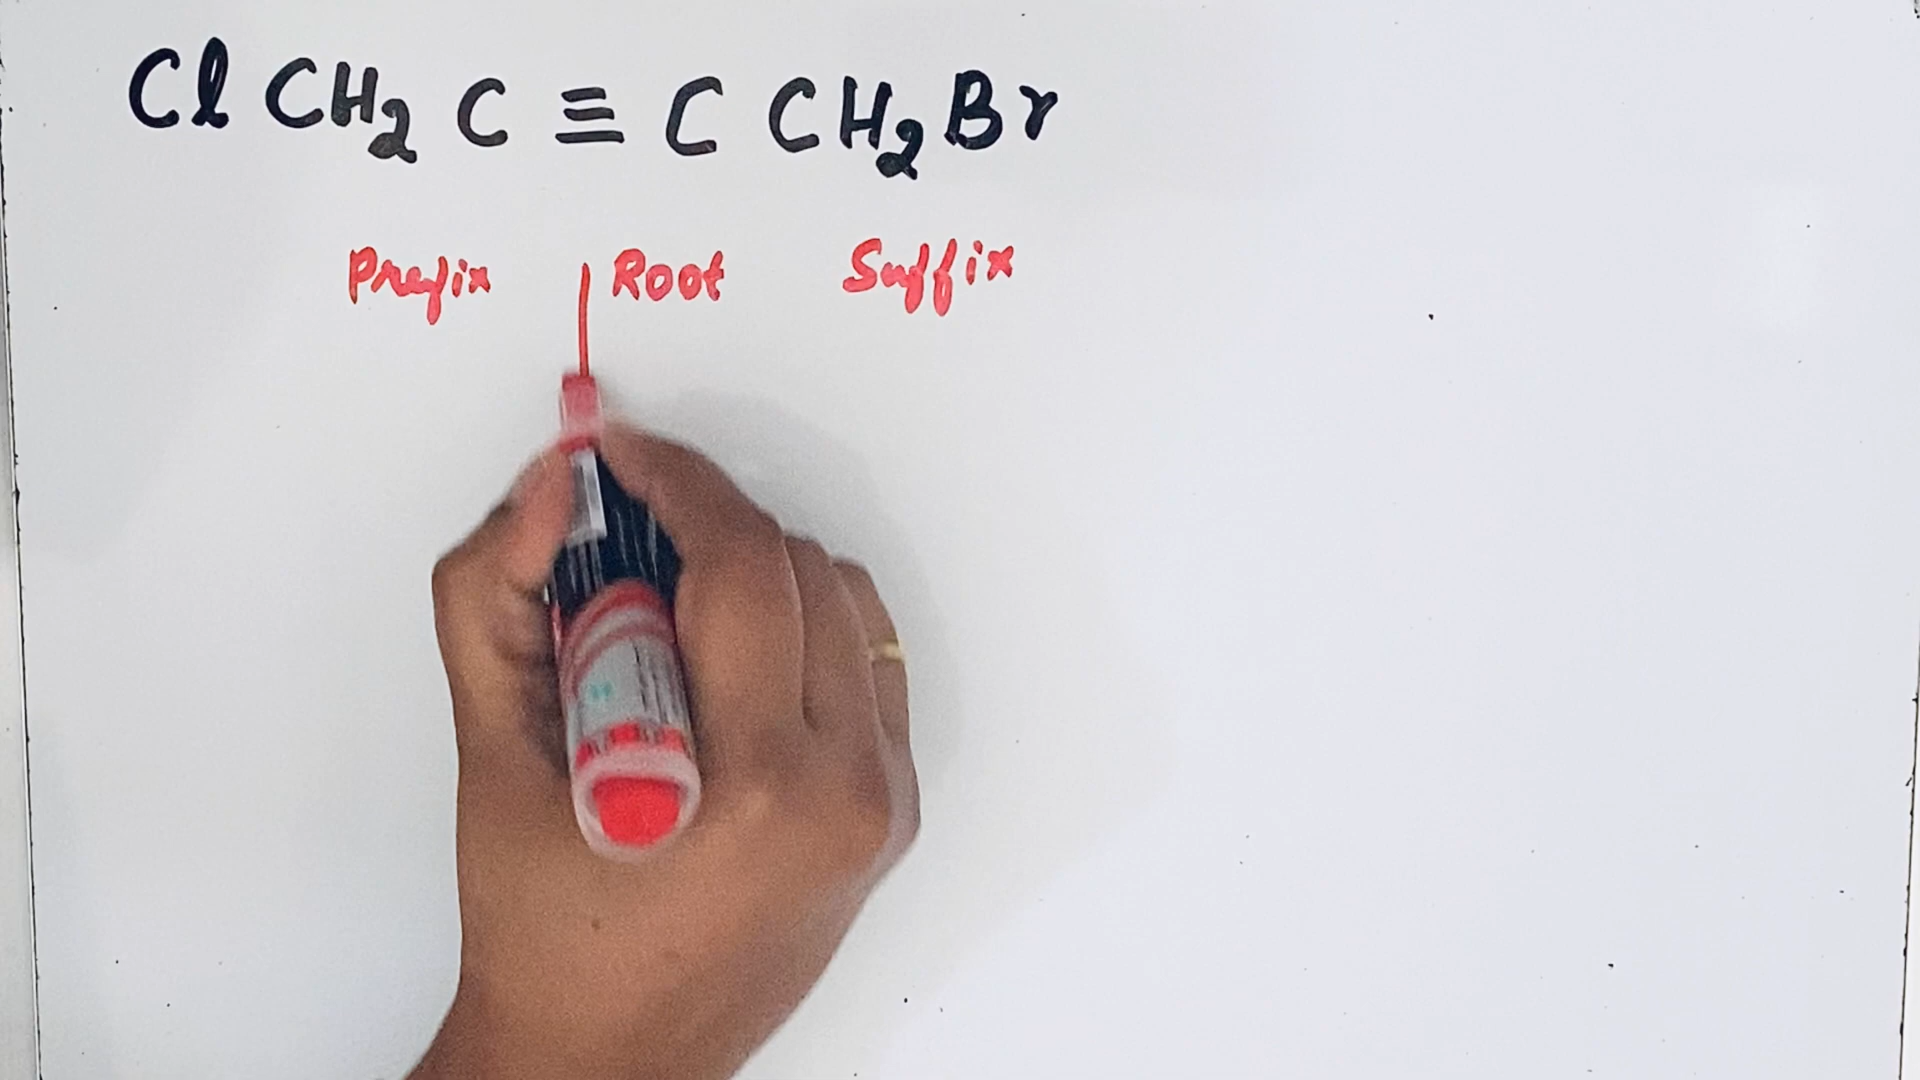 Cl CH₂ C ≡ C CH₂ Br
Prefix | Root Suffix